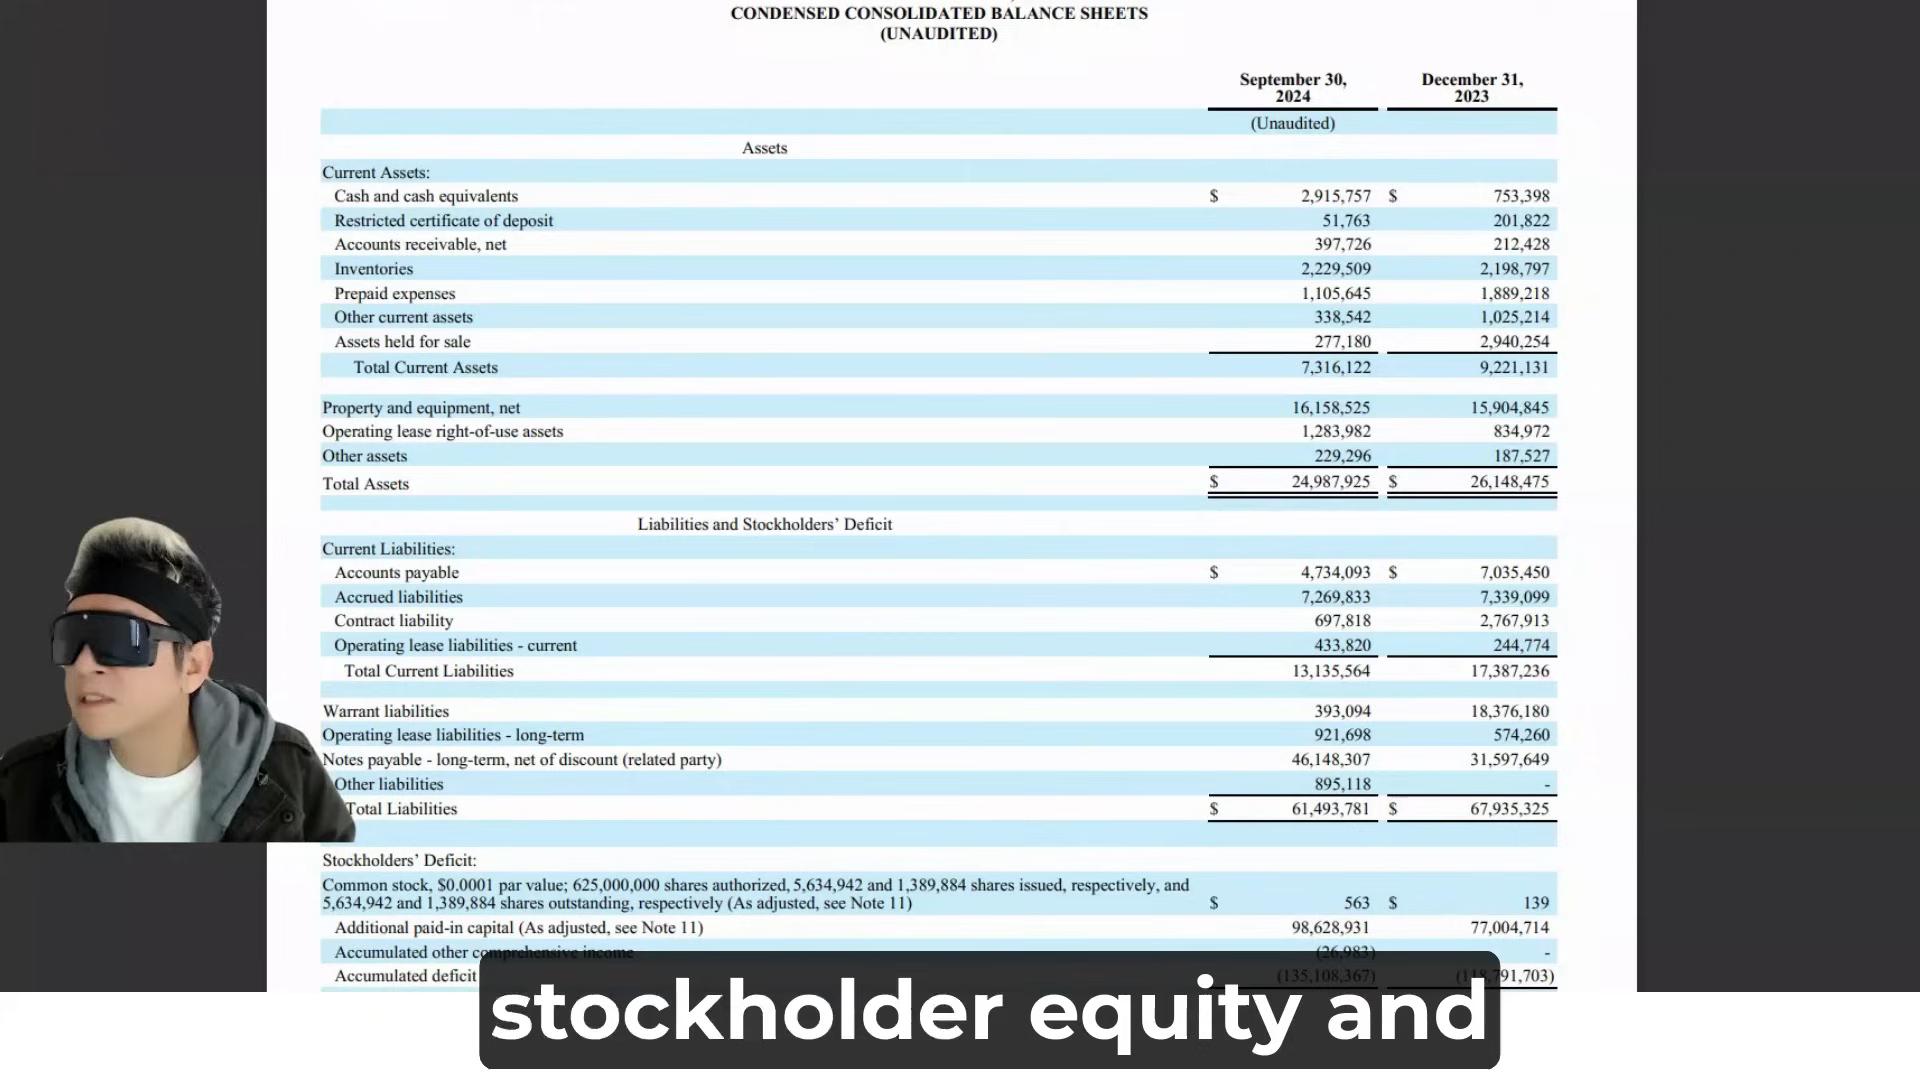 CONDENSED CONSOLIDATED BALANCE SHEETS
(UNAUDITED)
September 30, 2024 December 31, 2023
(Unaudited)
Assets
Current Assets:
Cash and cash equivalents $ 2,915,757 $ 753,398
Restricted certificate of deposit 51,763 201,822
Accounts receivable, net 397,726 212,428
Inventories 2,229,509 2,198,797
Prepaid expenses 1,105,645 1,889,218
Other current assets 338,542 1,025,214
Assets held for sale 277,180 2,940,254
Total Current Assets 7,316,122 9,221,131
Property and equipment, net 16,158,525 15,904,845
Operating lease right-of-use assets 1,283,982 834,972
Other assets 229,296 187,527
Total Assets $ 24,987,925 $ 26,148,475
Liabilities and Stockholders’ Deficit
Current Liabilities:
Accounts payable $ 4,734,093 $ 7,035,450
Accrued liabilities 7,269,833 7,339,099
Contract liability 697,818 2,767,913
Operating lease liabilities - current 433,820 244,774
Total Current Liabilities 13,135,564 17,387,236
Warrant liabilities 393,094 18,376,180
Operating lease liabilities - long-term 921,698 574,260
Notes payable - long-term, net of discount (related party) 46,148,307 31,597,649
Other liabilities 895,118 -
Total Liabilities $ 61,493,781 $ 67,935,325
Stockholders’ Deficit:
Common stock, $0.0001 par value; 625,000,000 shares authorized, 5,634,942 and 1,389,884 shares issued, respectively, and
5,634,942 and 1,389,884 shares outstanding, respectively (As adjusted, see Note 11) $ 563 $ 139
Additional paid-in capital (As adjusted, see Note 11) 98,628,931 77,004,714
Accumulated other comprehensive income (26,983) -
Accumulated deficit (135,108,367) (118,791,703)
stockholder equity and